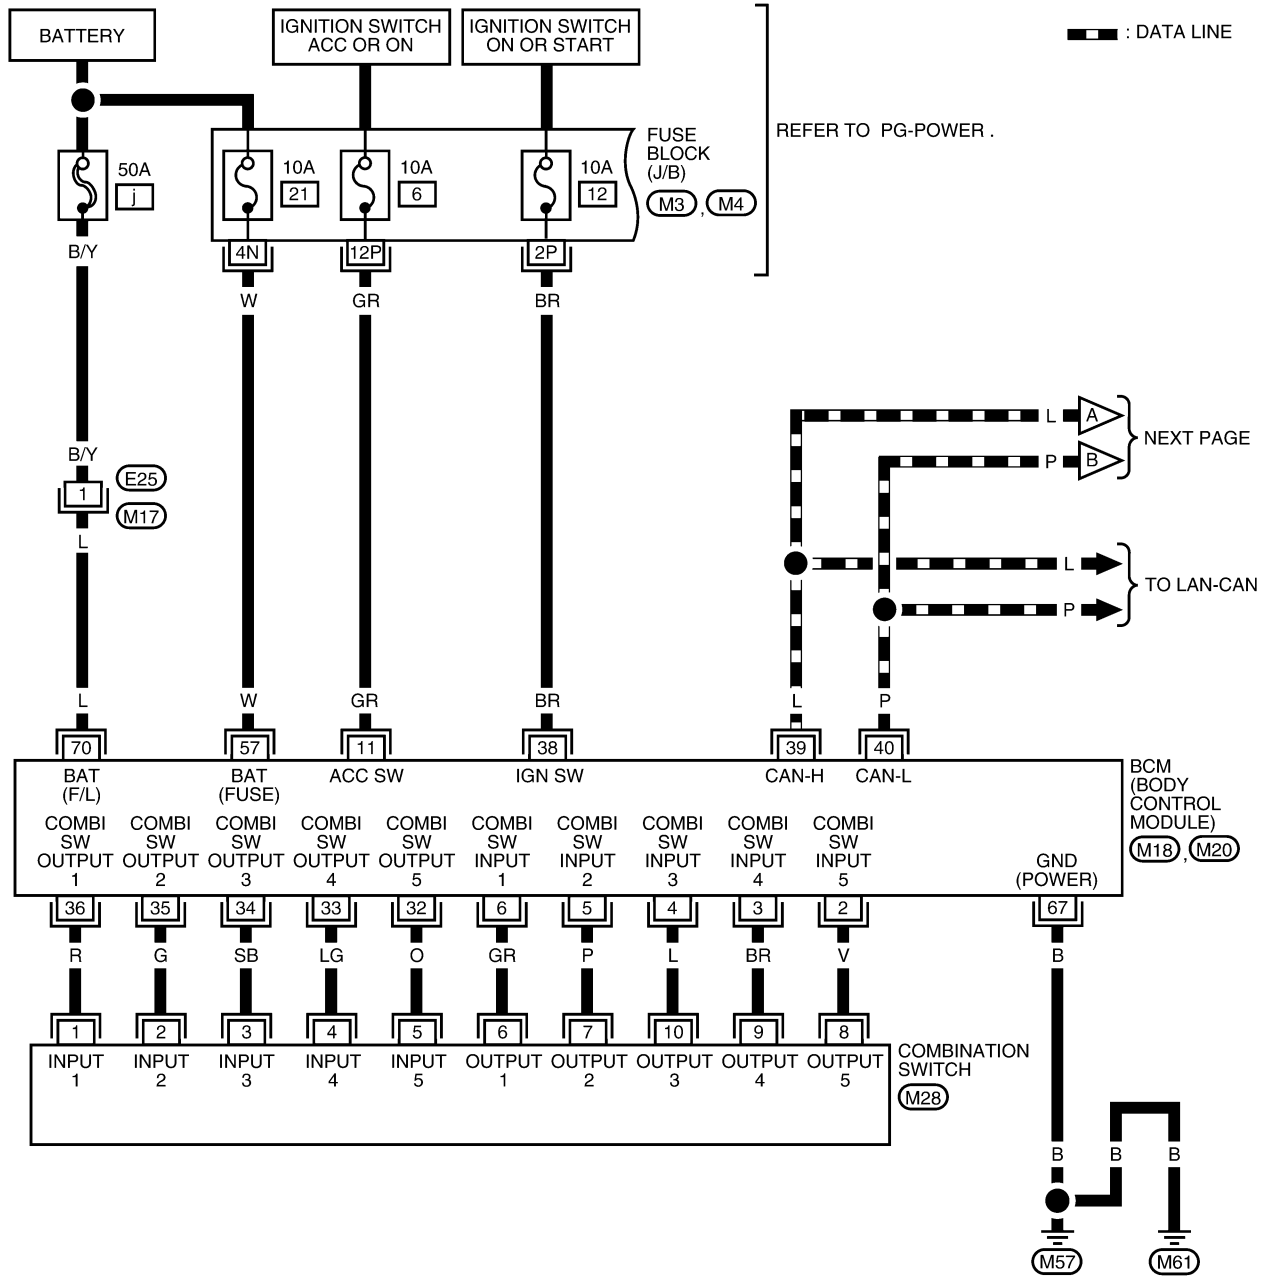 BATTERY
IGNITION SWITCH
ACC OR ON
IGNITION SWITCH
ON OR START
: DATA LINE
REFER TO PG-POWER .
50A
j
10A
21
10A
6
10A
12
FUSE
BLOCK
(J/B)
M3 , M4
4N
12P
2P
B/Y
W
GR
BR
L
A
P
B
NEXT PAGE
B/Y
1
E25
M17
L
L
P
TO LAN-CAN
L
W
GR
BR
L
P
70
57
11
38
39
40
BAT
(F/L)
BAT
(FUSE)
ACC SW
IGN SW
CAN-H
CAN-L
BCM
(BODY
CONTROL
MODULE)
M18 , M20
COMBI
SW
OUTPUT
1
COMBI
SW
OUTPUT
2
COMBI
SW
OUTPUT
3
COMBI
SW
OUTPUT
4
COMBI
SW
OUTPUT
5
COMBI
SW
INPUT
1
COMBI
SW
INPUT
2
COMBI
SW
INPUT
3
COMBI
SW
INPUT
4
COMBI
SW
INPUT
5
GND
(POWER)
36
35
34
33
32
6
5
4
3
2
67
R
G
SB
LG
O
GR
P
L
BR
V
B
1
2
3
4
5
6
7
10
9
8
INPUT
1
INPUT
2
INPUT
3
INPUT
4
INPUT
5
OUTPUT
1
OUTPUT
2
OUTPUT
3
OUTPUT
4
OUTPUT
5
COMBINATION
SWITCH
M28
B
B
B
M57
M61